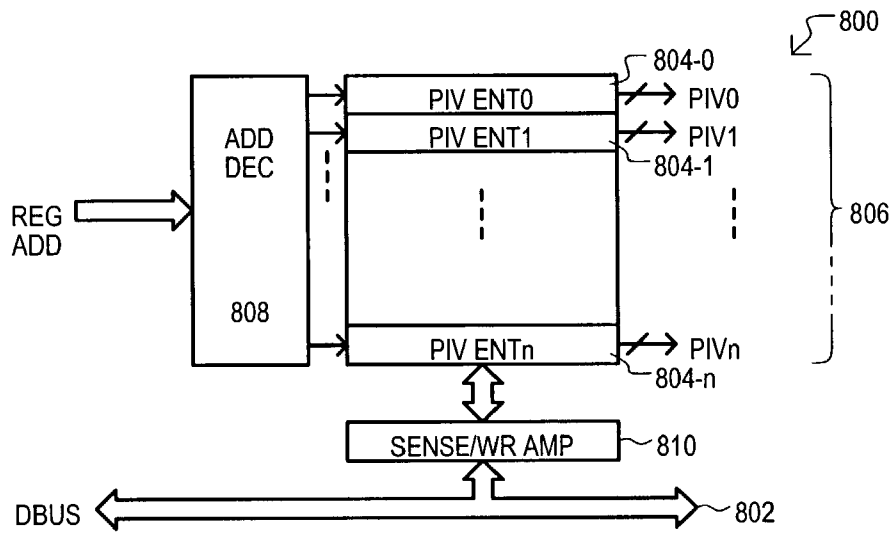 800
804-0
PIV ENT0
PIV0
ADD
DEC
PIV ENT1
PIV1
804-1
REG
ADD
806
808
PIV ENTn
PIVn
804-n
SENSE/WR AMP
810
DBUS
802